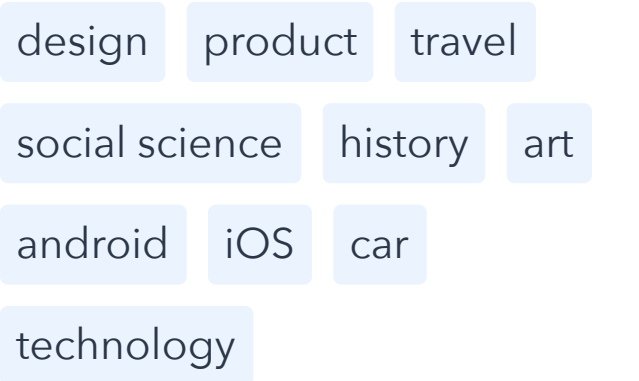 design product travel
social science history art
android iOS car
technology